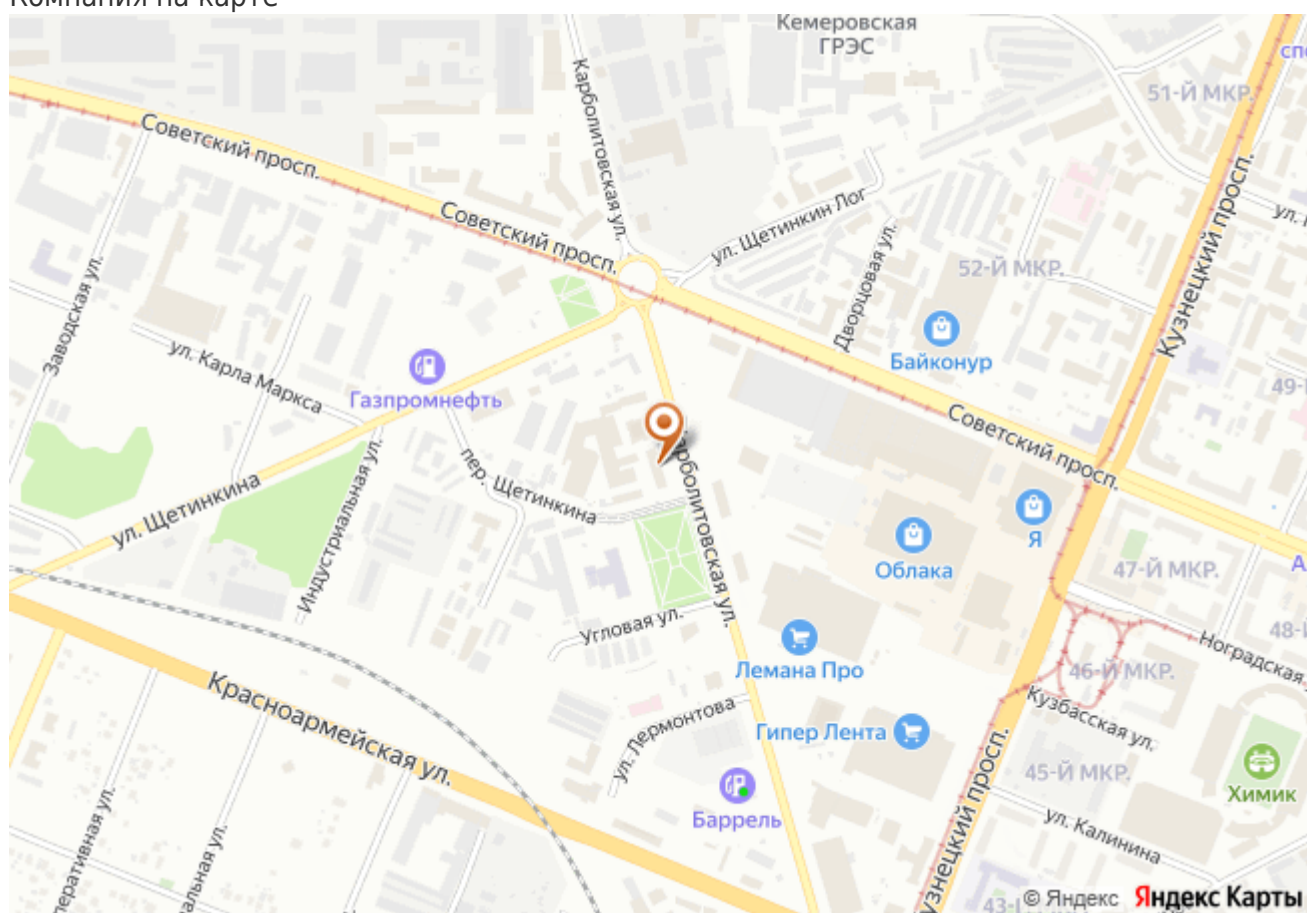 Компания на карте
Кемеровская
ГРЭС
51-Й МКР.
Советский просп.
Карболитовская ул.
Советский просп.
ул. Щетинкин Лог
Дворцовая ул.
52-Й МКР.
Кузнецкий просп.
Заводская ул.
ул. Карла Маркса
Газпромнефть
Байконур
Советский просп.
ул. Щетинкина
Индустриальная ул.
пер. Щетинкина
Карболитовская ул.
Облака
Я
47-Й МКР.
Угловая ул.
Лемана Про
Ноградская
46-Й МКР.
Кузбасская ул.
Красноармейская ул.
ул. Лермонтова
Гипер Лента
45-Й МКР.
Химик
Баррель
ул. Калинина
Кузнецкий просп.
© Яндекс Яндекс Карты